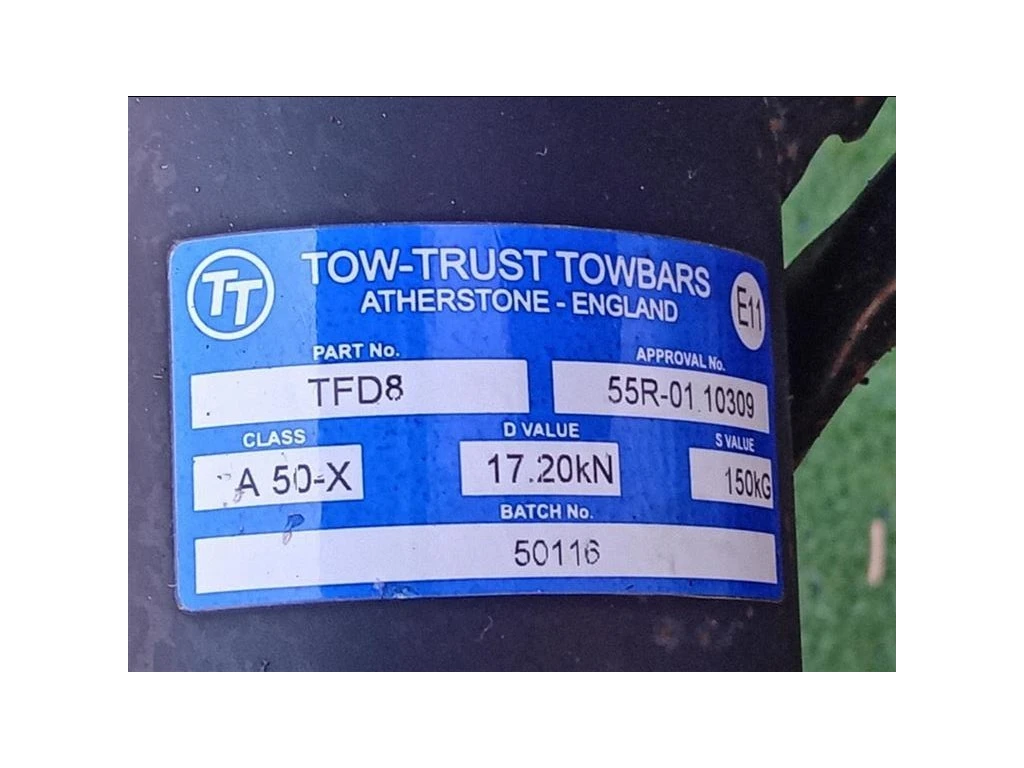 TT
TOW-TRUST TOWBARS
ATHERSTONE - ENGLAND
E11
PART No.
APPROVAL No.
TFD8
55R-01 10309
CLASS
D VALUE
S VALUE
A 50-X
17.20kN
150kG
BATCH No.
50116